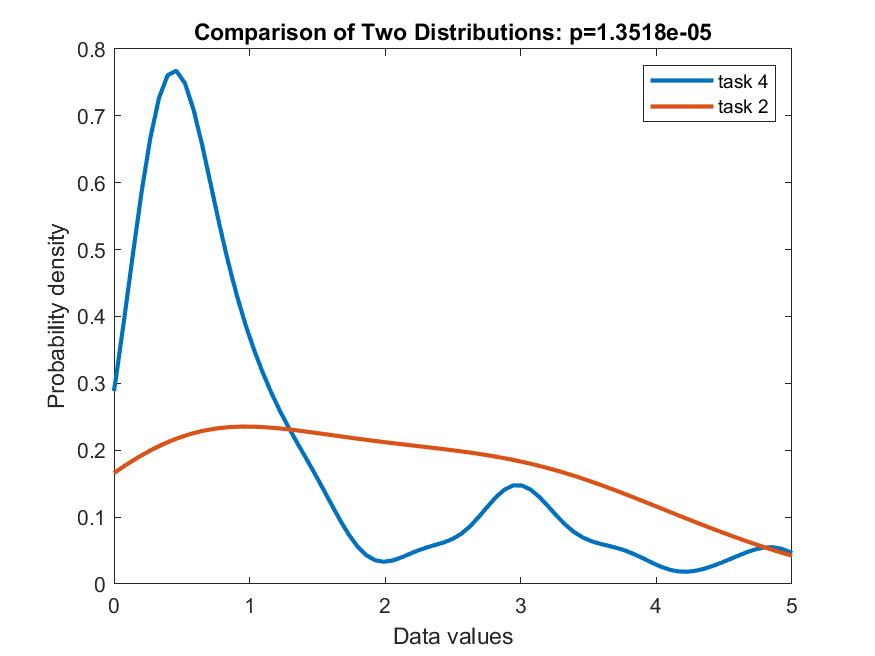 Comparison of Two Distributions: p=1.3518e-05
task 4
task 2
Probability density
0.8
0.7
0.6
0.5
0.4
0.3
0.2
0.1
0
0 1 2 3 4 5
Data values